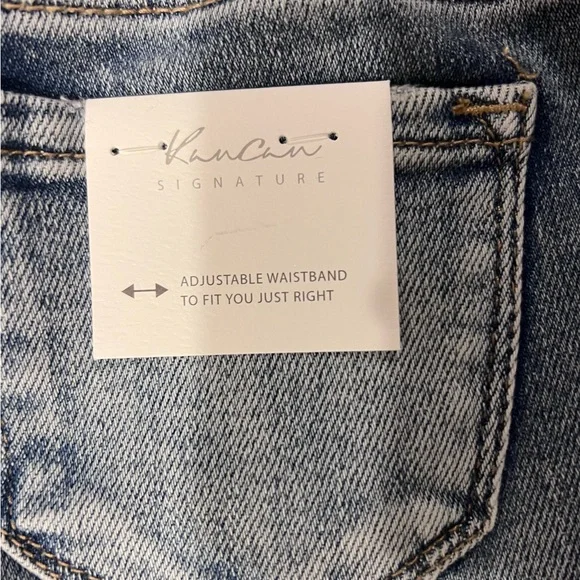 KanCan
SIGNATURE
ADJUSTABLE WAISTBAND
TO FIT YOU JUST RIGHT